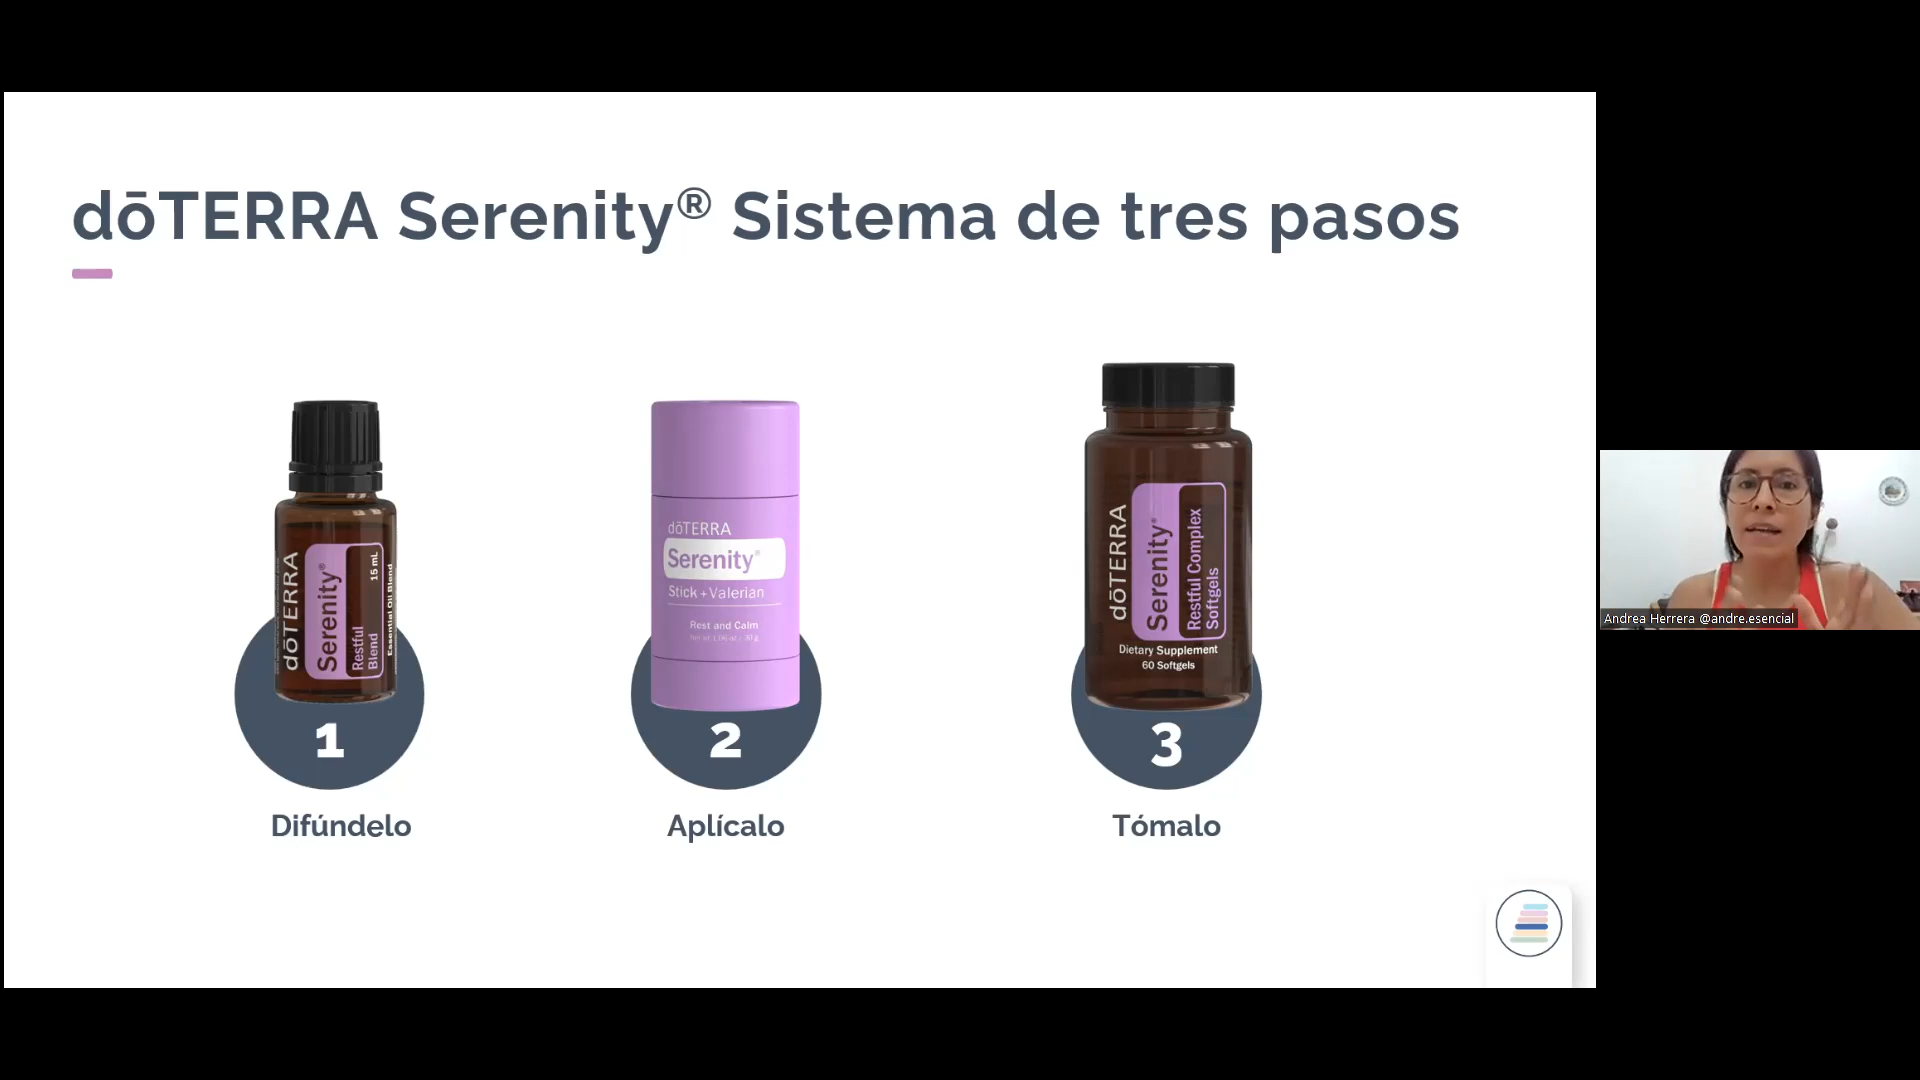 dōTERRA Serenity® Sistema de tres pasos
dōTERRA
Serenity®
Restful
Blend
15 mL
Essential Oil Blend
1
Difúndelo
dōTERRA
Serenity®
Stick + Valerian
Rest and Calm
2
Aplícalo
dōTERRA
Serenity®
Restful Complex
Softgels
Dietary Supplement
60 Softgels
3
Tómalo
Andrea Herrera @andre.esencial